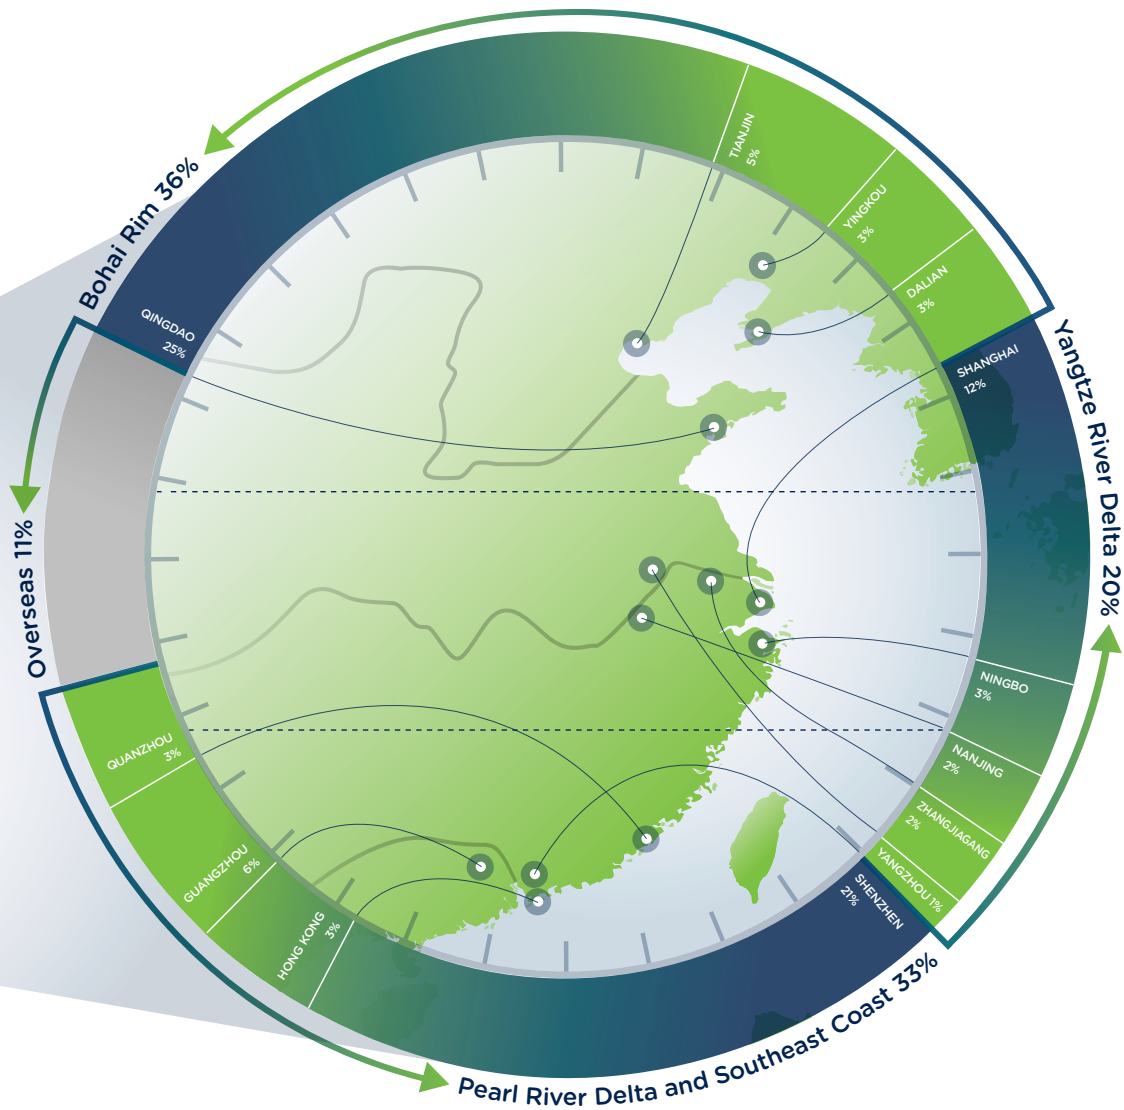 Bohai Rim 36%
TIANJIN
5%
YINGKOU
3%
DALIAN
3%
QINGDAO
25%
Yangtze River Delta 20%
SHANGHAI
12%
NINGBO
3%
NANJING
2%
ZHANGJIAGANG
2%
YANGZHOU 1%
Overseas 11%
QUANZHOU
3%
GUANGZHOU
6%
HONG KONG
3%
SHENZHEN
21%
Pearl River Delta and Southeast Coast 33%